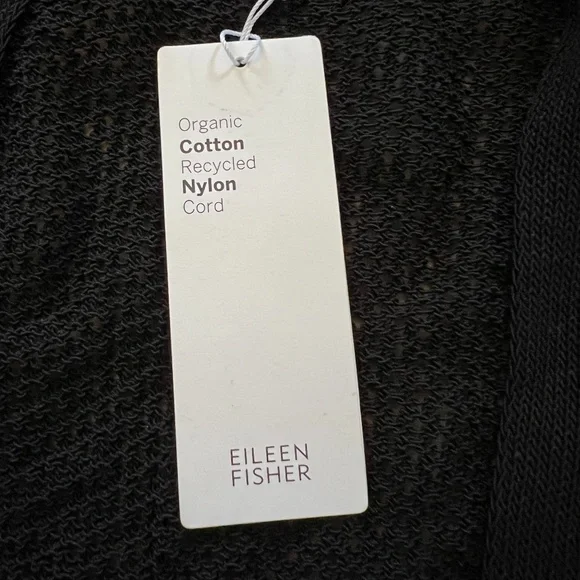 Organic
Cotton
Recycled
Nylon
Cord
EILEEN
FISHER